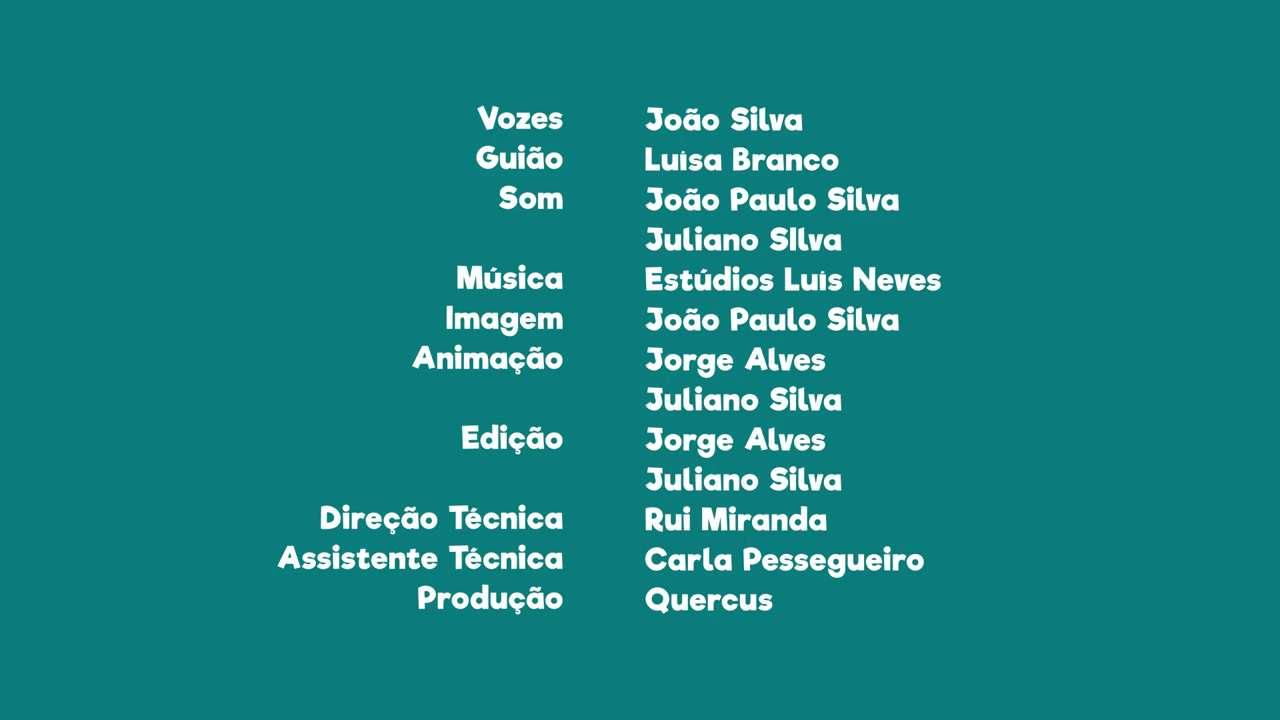 Vozes João Silva
Guião Luísa Branco
Som João Paulo Silva
Juliano SIlva
Música Estúdios Luís Neves
Imagem João Paulo Silva
Animação Jorge Alves
Juliano Silva
Edição Jorge Alves
Juliano Silva
Direção Técnica Rui Miranda
Assistente Técnica Carla Pessegueiro
Produção Quercus